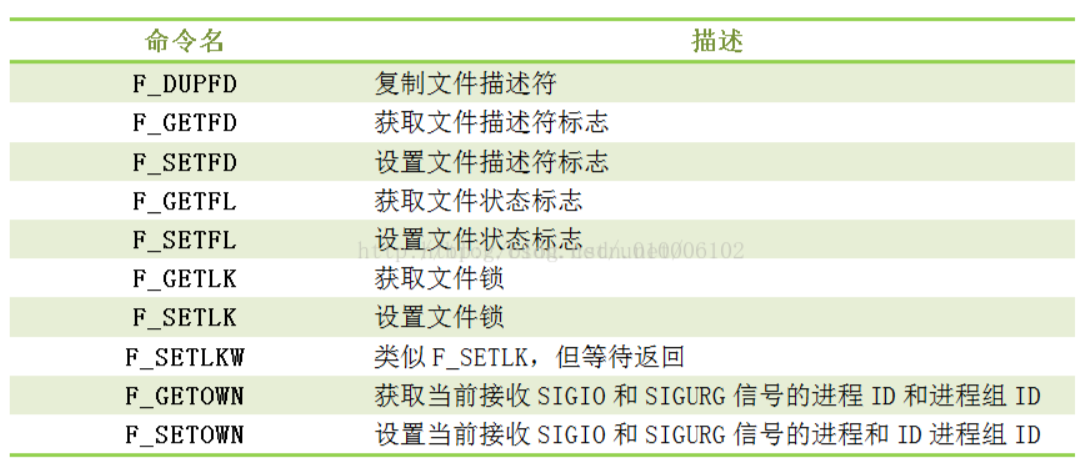 命令名 描述
F_DUPFD 复制文件描述符
F_GETFD 获取文件描述符标志
F_SETFD 设置文件描述符标志
F_GETFL 获取文件状态标志
F_SETFL 设置文件状态标志
F_GETLK 获取文件锁
F_SETLK 设置文件锁
F_SETLKW 类似 F_SETLK，但等待返回
F_GETOWN 获取当前接收 SIGIO 和 SIGURG 信号的进程 ID 和进程组 ID
F_SETOWN 设置当前接收 SIGIO 和 SIGURG 信号的进程和 ID 进程组 ID